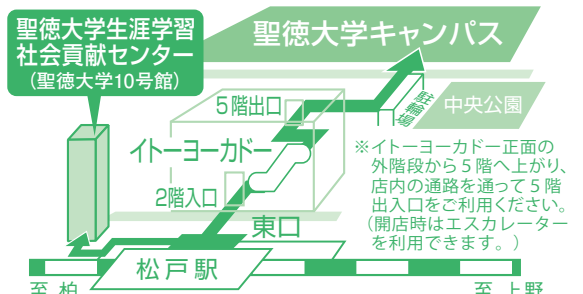 聖徳大学生涯学習
社会貢献センター
(聖徳大学10号館)
聖徳大学キャンパス
駐輪場
中央公園
5階出口
イトーヨーカドー
2階入口
東口
松戸駅
至 柏
至 上野
※イトーヨーカドー正面の
外階段から5階へ上がり、
店内の通路を通って5階
出入口をご利用ください。
(開店時はエスカレーター
を利用できます。)